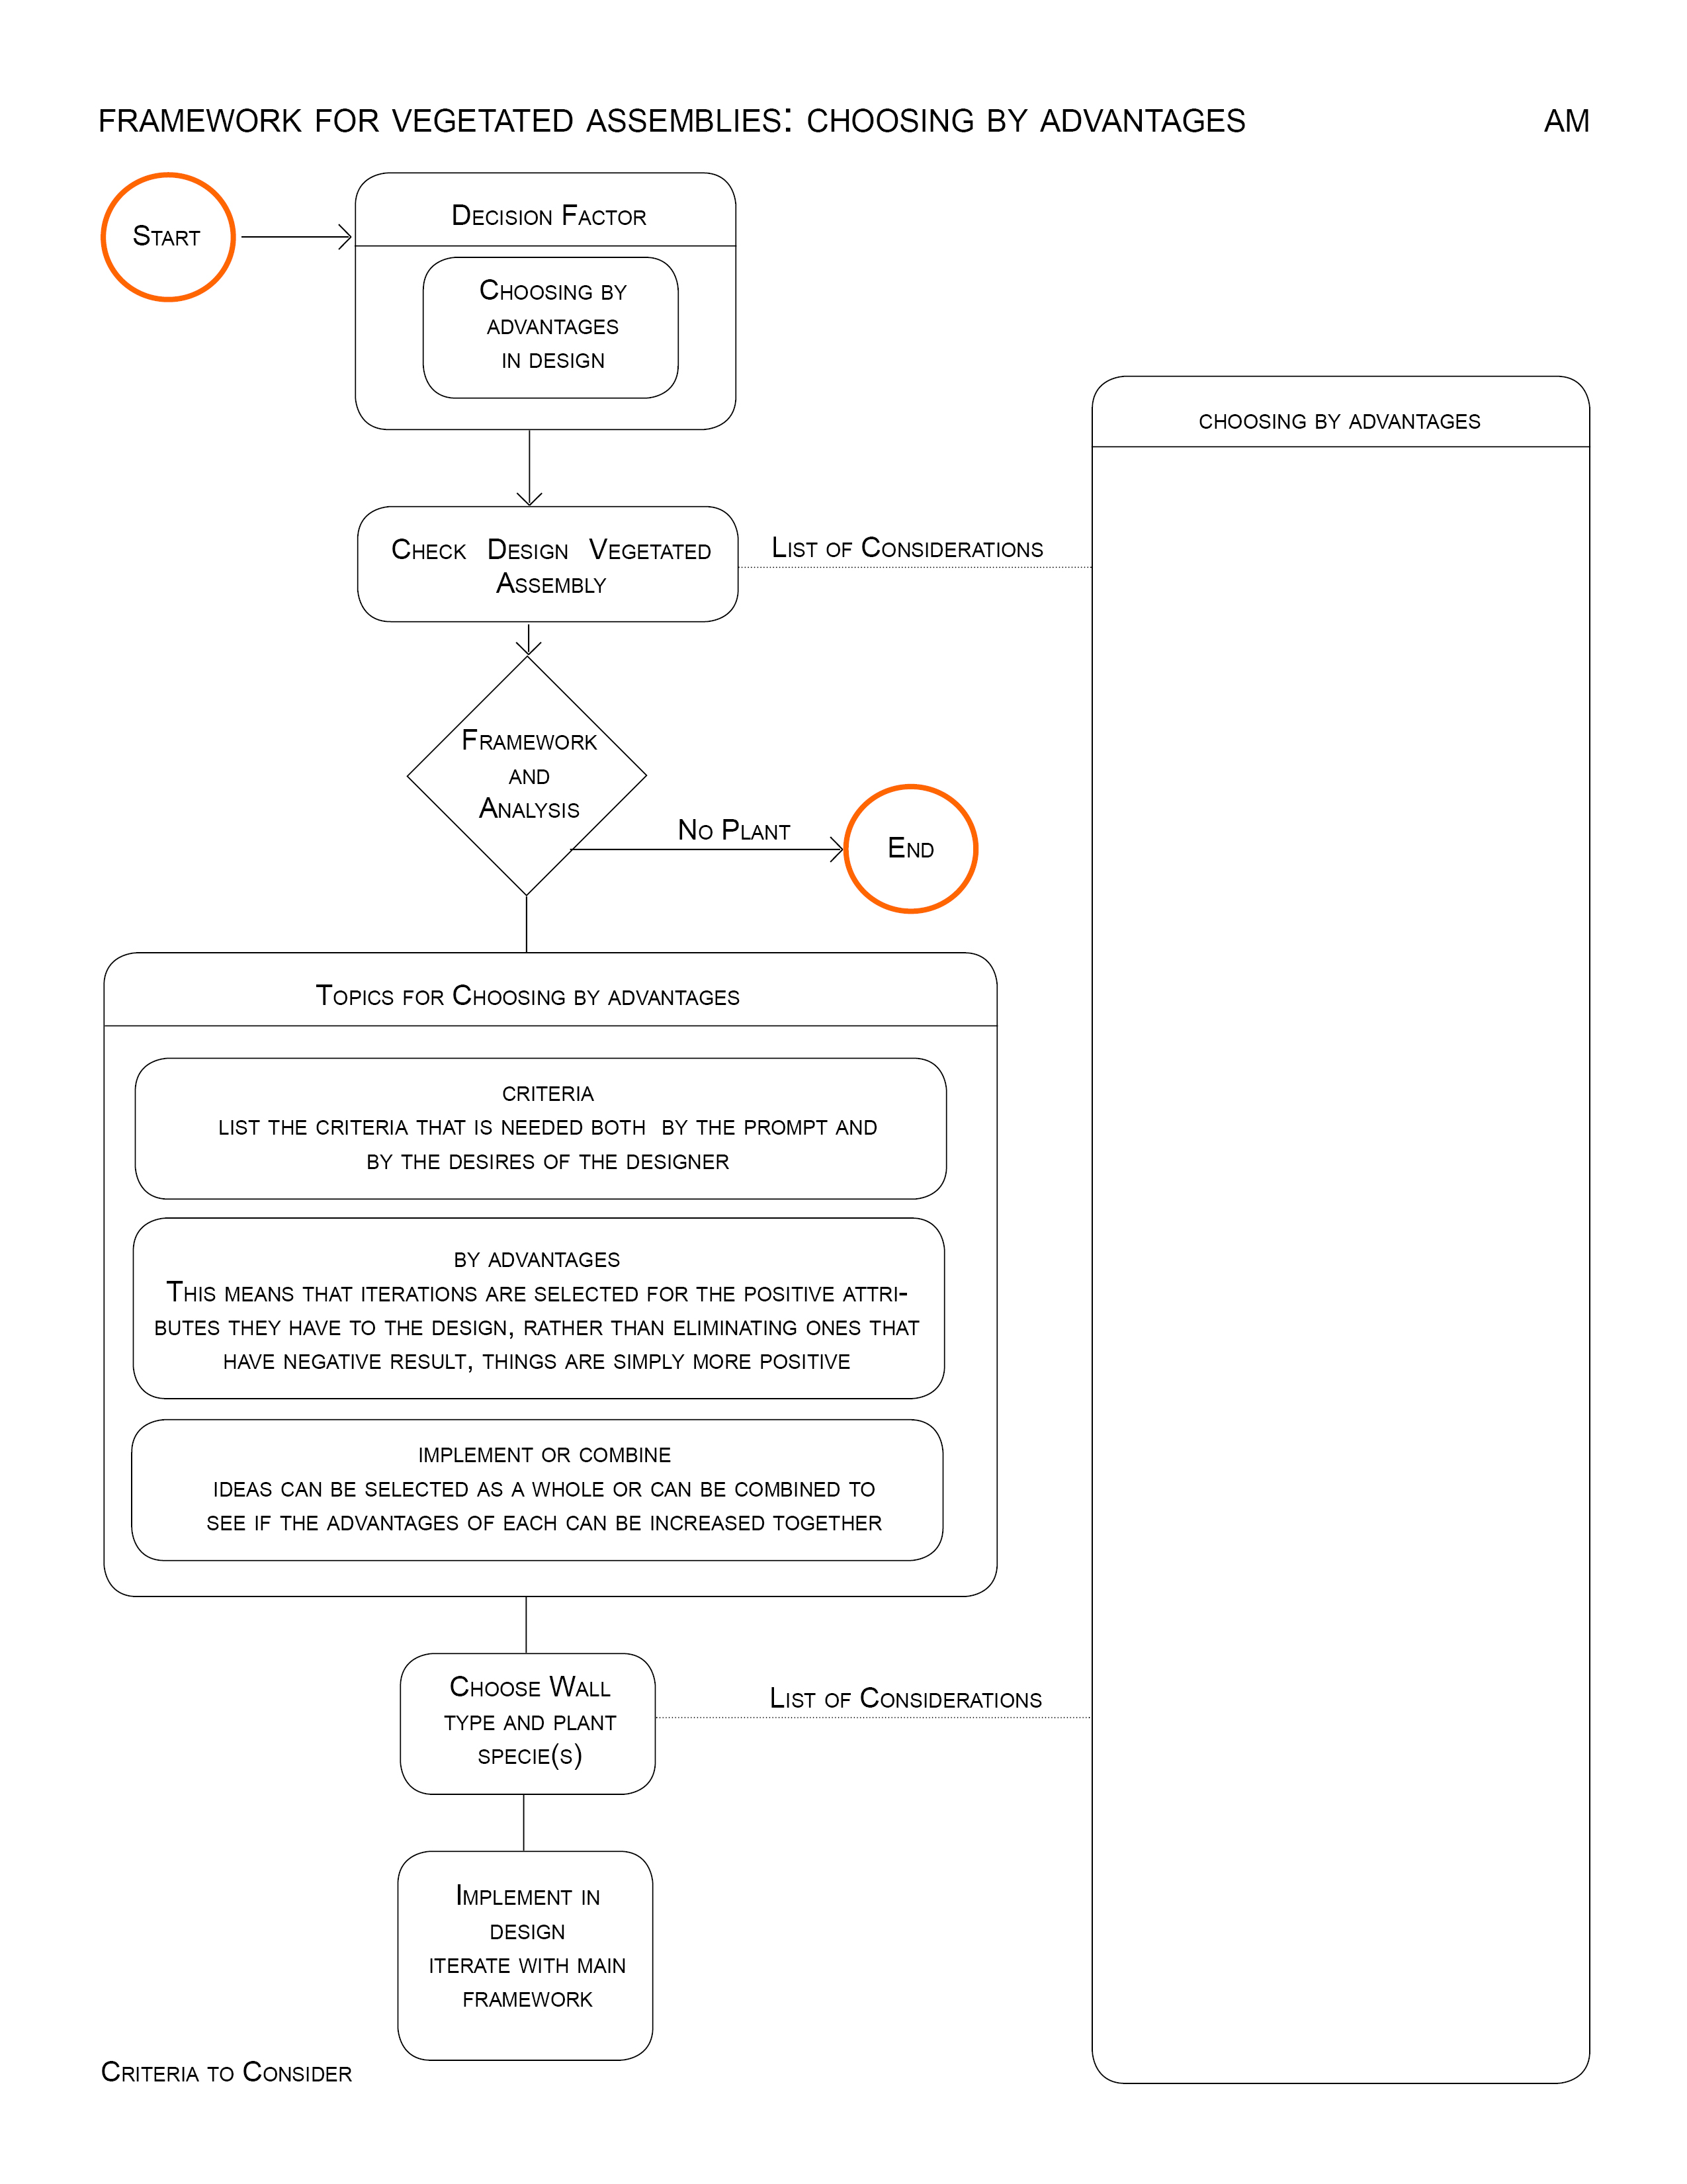 FRAMEWORK FOR VEGETATED ASSEMBLIES: CHOOSING BY ADVANTAGES AM
START
DECISION FACTOR
CHOOSING BY
ADVANTAGES
IN DESIGN
CHOOSING BY ADVANTAGES
CHECK DESIGN VEGETATED
ASSEMBLY
LIST OF CONSIDERATIONS
FRAMEWORK
AND
ANALYSIS
NO PLANT
END
TOPICS FOR CHOOSING BY ADVANTAGES
CRITERIA
LIST THE CRITERIA THAT IS NEEDED BOTH BY THE PROMPT AND
BY THE DESIRES OF THE DESIGNER
BY ADVANTAGES
THIS MEANS THAT ITERATIONS ARE SELECTED FOR THE POSITIVE ATTRI-
BUTES THEY HAVE TO THE DESIGN, RATHER THAN ELIMINATING ONES THAT
HAVE NEGATIVE RESULT, THINGS ARE SIMPLY MORE POSITIVE
IMPLEMENT OR COMBINE
IDEAS CAN BE SELECTED AS A WHOLE OR CAN BE COMBINED TO
SEE IF THE ADVANTAGES OF EACH CAN BE INCREASED TOGETHER
CHOOSE WALL
TYPE AND PLANT
SPECIE(S)
LIST OF CONSIDERATIONS
IMPLEMENT IN
DESIGN
ITERATE WITH MAIN
FRAMEWORK
CRITERIA TO CONSIDER